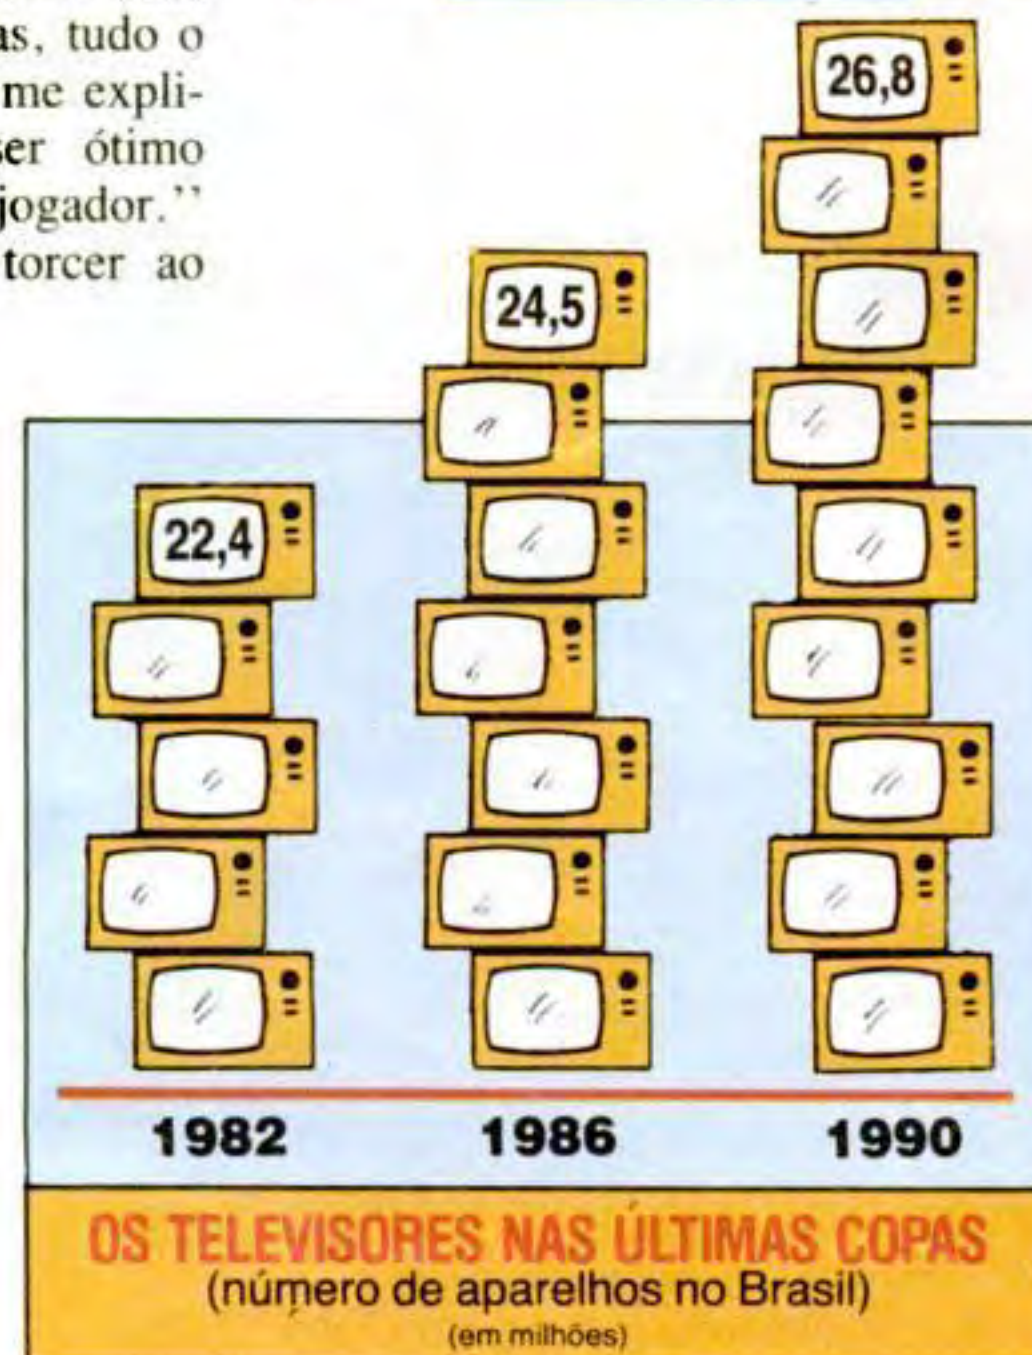 as, tudo o
me expli-
ser ótimo
jogador.''
torcer ao
26,8
24,5
22,4
1982 1986 1990
OS TELEVISORES NAS ÚLTIMAS COPAS
(número de aparelhos no Brasil)
(em milhões)